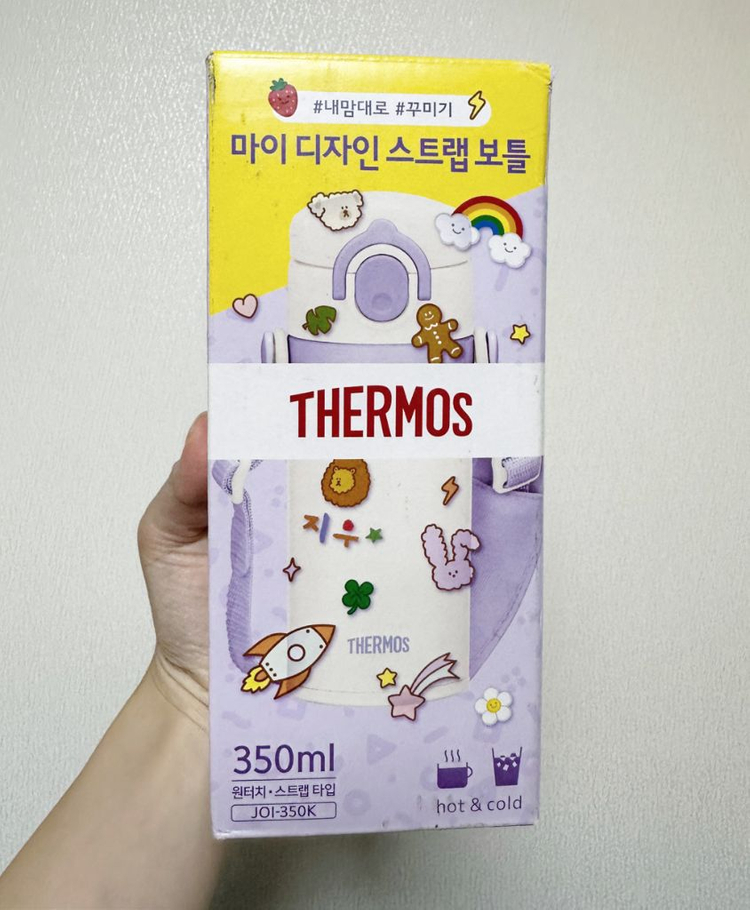 #내맘대로 #꾸미기
마이 디자인 스트랩 보틀
THERMOS
지우
THERMOS
350ml
원터치·스트랩 타입
JOI-350K
hot & cold